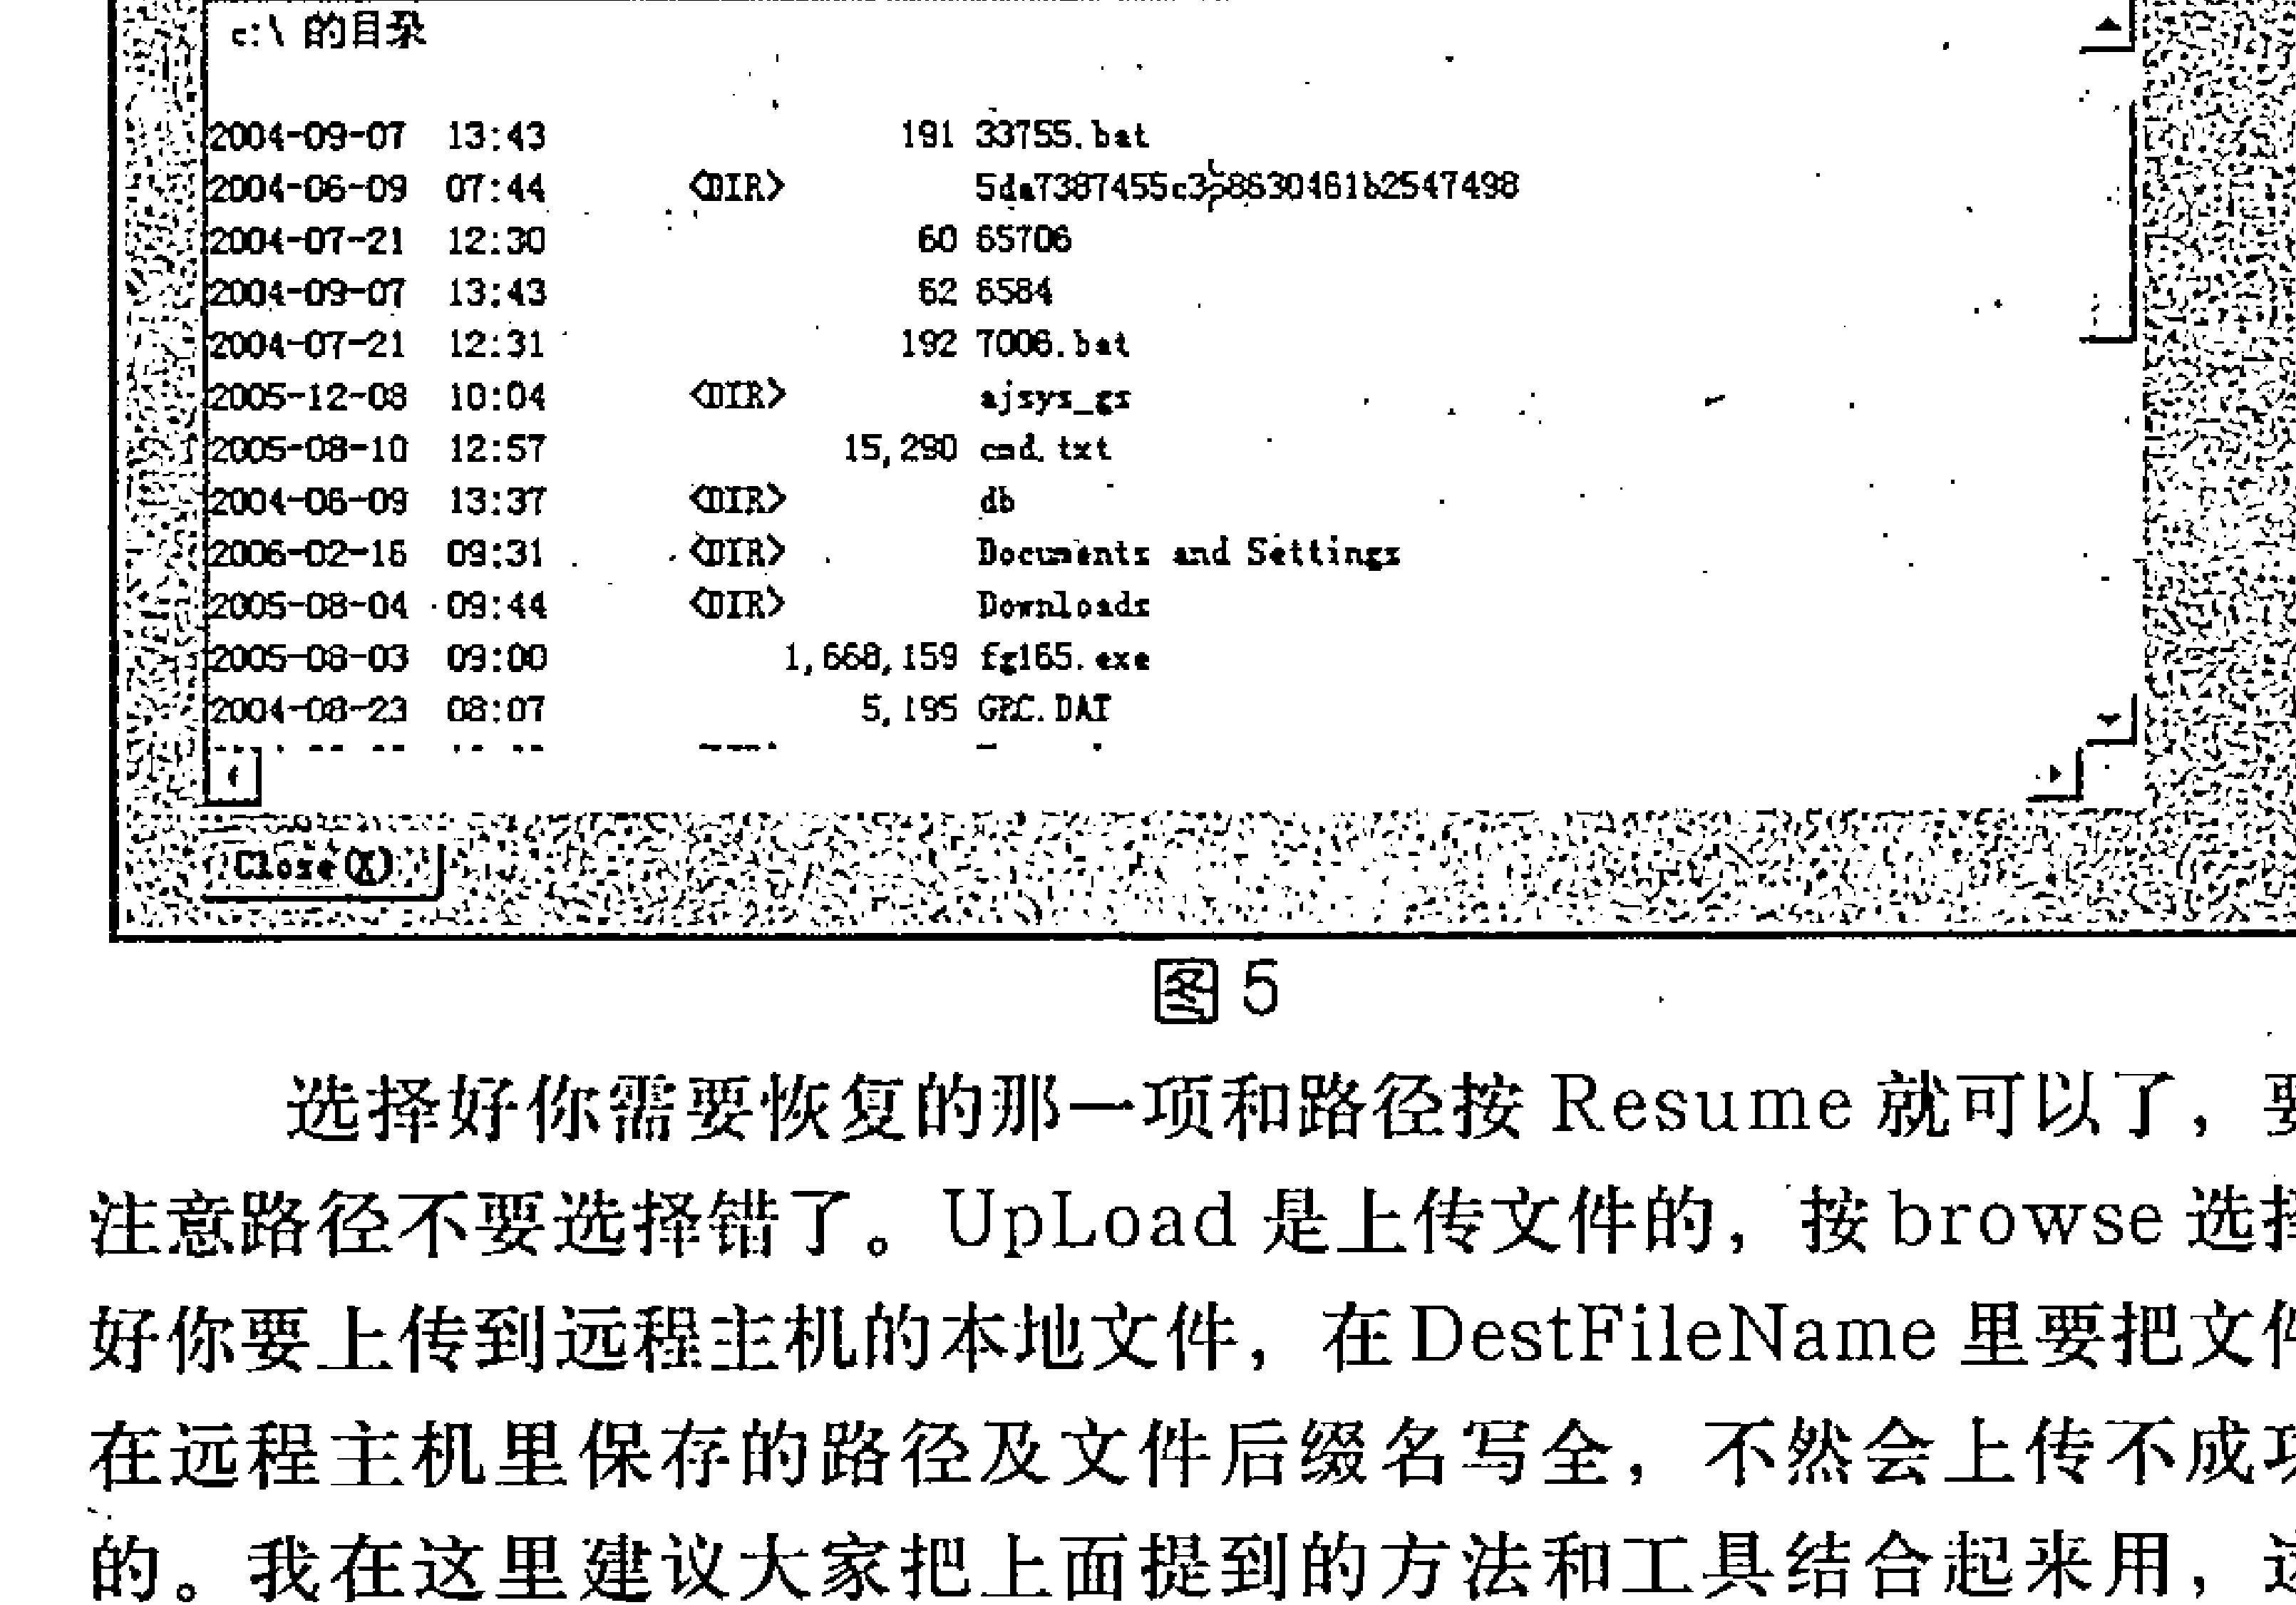 c:\ 的目录
2004-09-07 13:43 191 33755.bat
2004-06-09 07:44 <DIR>
2004-07-21 12:30 60 65706
2004-09-07 13:43 62 6584
2004-07-21 12:31 192 7006.bat
2005-12-08 10:04 <DIR> ajsys_gs
2005-08-10 12:57 15,290 cmd.txt
2004-06-09 13:37 <DIR> db
2006-02-16 09:31 <DIR> Documents and Settings
2005-08-04 09:44 <DIR> Downloads
2005-08-03 09:00 1,668,159 fg165.exe
2004-08-23 08:07 5,195 GRC.DAT
Close(X)
图 5
选择好你需要恢复的那一项和路径按 Resume 就可以了，要
注意路径不要选择错了。UpLoad 是上传文件的，按 browse 选择
好你要上传到远程主机的本地文件，在 DestFileName 里要把文件
在远程主机里保存的路径及文件后缀名写全，不然会上传不成功
的。我在这里建议大家把上面提到的方法和工具结合起来用，